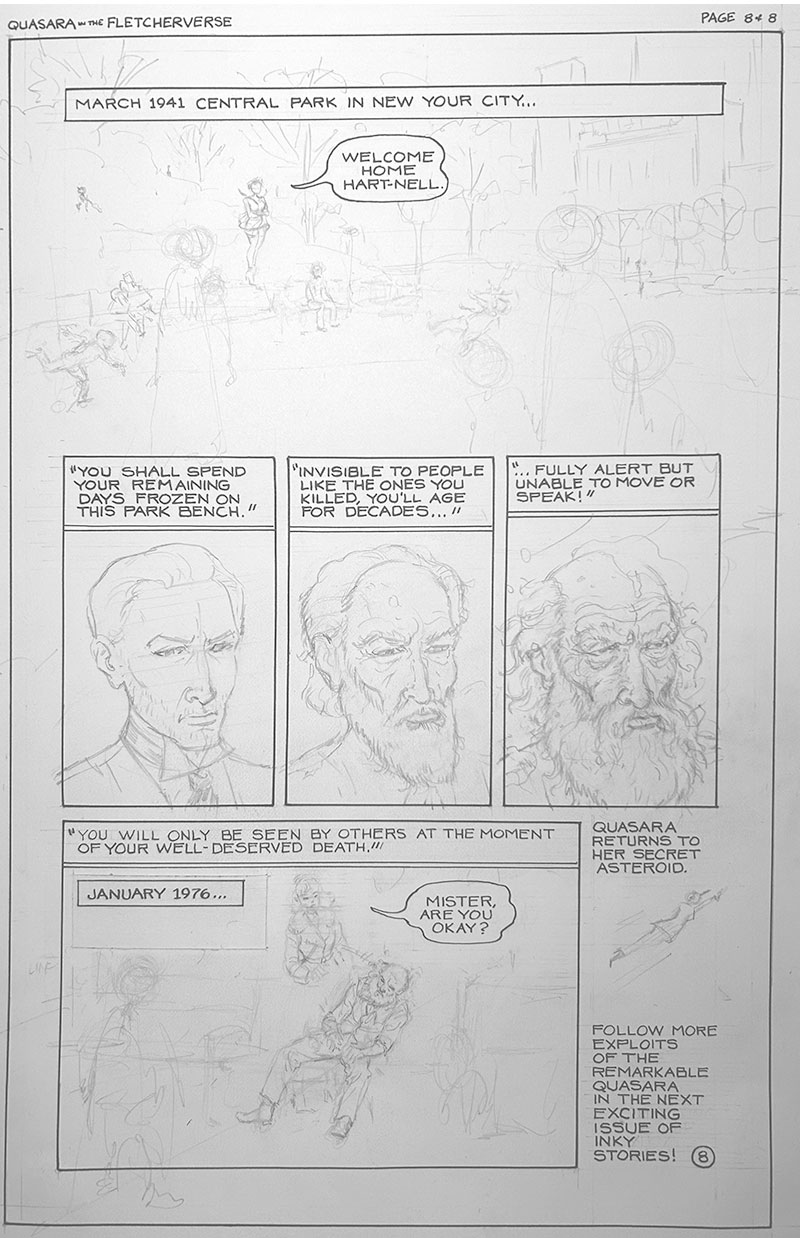 QUASARA IN THE FLETCHERVERSE
PAGE 8 of 8
MARCH 1941 CENTRAL PARK IN NEW YOUR CITY...
WELCOME
HOME
HART-NELL.
"YOU SHALL SPEND
YOUR REMAINING
DAYS FROZEN ON
THIS PARK BENCH."
"INVISIBLE TO PEOPLE
LIKE THE ONES YOU
KILLED, YOU'LL AGE
FOR DECADES..."
"... FULLY ALERT BUT
UNABLE TO MOVE OR
SPEAK!"
"YOU WILL ONLY BE SEEN BY OTHERS AT THE MOMENT
OF YOUR WELL-DESERVED DEATH."
JANUARY 1976...
MISTER,
ARE YOU
OKAY?
QUASARA
RETURNS TO
HER SECRET
ASTEROID.
FOLLOW MORE
EXPLOITS
OF THE
REMARKABLE
QUASARA
IN THE NEXT
EXCITING
ISSUE OF
INKY
STORIES! 8